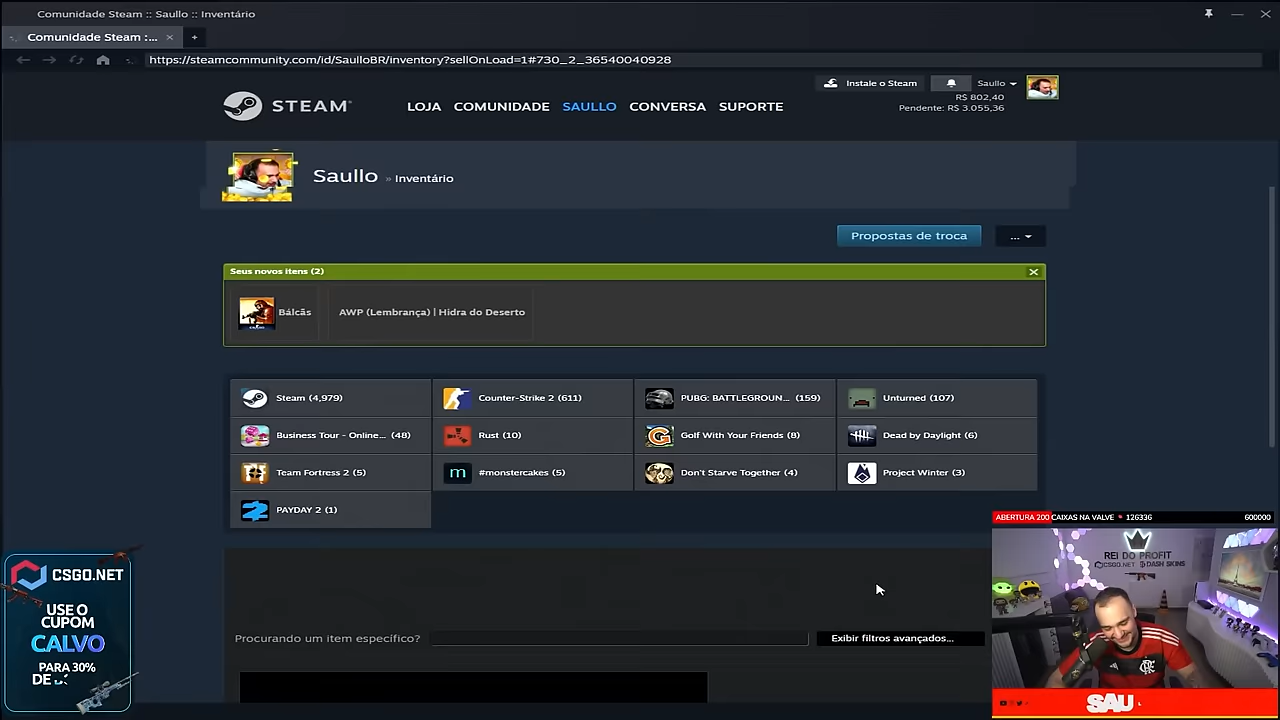 Comunidade Steam :: Saullo :: Inventário
Comunidade Steam :...
https://steamcommunity.com/id/SaulloBR/inventory?sellOnLoad=1#730_2_36540040928
Instale o Steam
Saullo
R$ 802,40
Pendente: R$ 3.055,36
STEAM
LOJA COMUNIDADE SAULLO CONVERSA SUPORTE
Saullo » Inventário
Propostas de troca
...
Seus novos itens (2)
Bálcãs
AWP (Lembrança) | Hidra do Deserto
Steam (4,979)
Counter-Strike 2 (611)
PUBG: BATTLEGROUN... (159)
Unturned (107)
Business Tour - Online... (48)
Rust (10)
Golf With Your Friends (8)
Dead by Daylight (6)
Team Fortress 2 (5)
#monstercakes (5)
Don't Starve Together (4)
Project Winter (3)
PAYDAY 2 (1)
Procurando um item específico?
Exibir filtros avançados...
CSGO.NET
USE O
CUPOM
CALVO
PARA 30%
ABERTURA 200 CAIXAS NA VALVE 126336 600000
REI DO PROFIT
CSGO.NET DASH SKINS
SAU